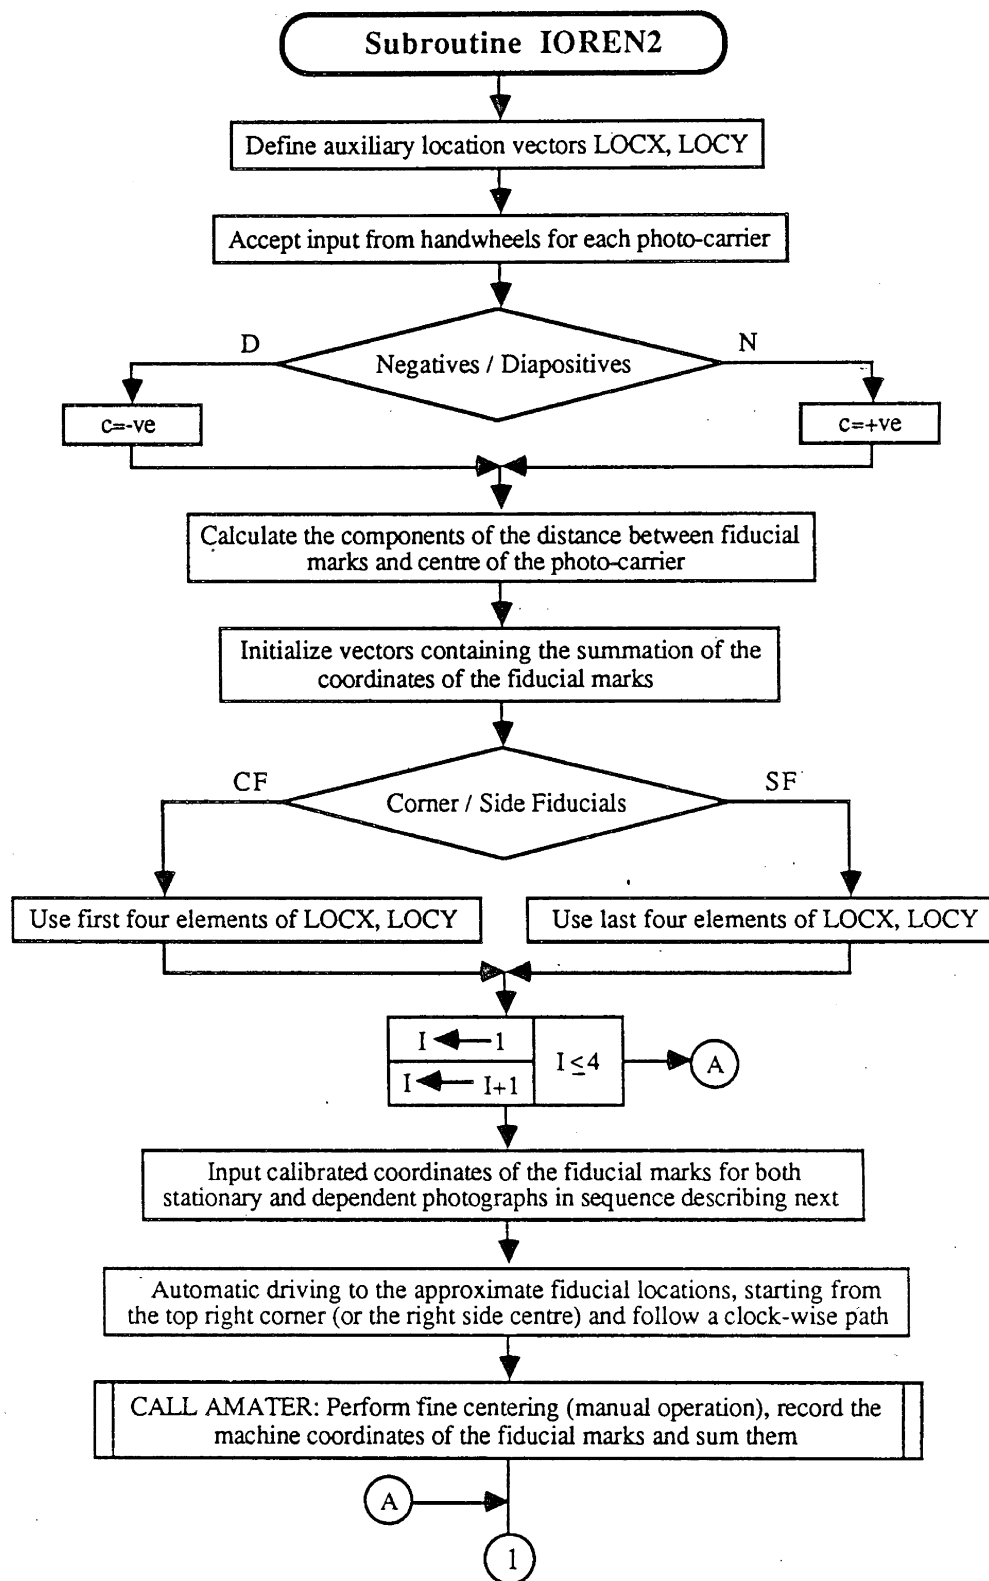 Subroutine IOREN2
Define auxiliary location vectors LOCX, LOCY
Accept input from handwheels for each photo-carrier
D
N
Negatives / Diapositives
c=-ve
c=+ve
Calculate the components of the distance between fiducial
marks and centre of the photo-carrier
Initialize vectors containing the summation of the
coordinates of the fiducial marks
CF
SF
Corner / Side Fiducials
Use first four elements of LOCX, LOCY
Use last four elements of LOCX, LOCY
I 1
I ≤ 4
A
I I+1
Input calibrated coordinates of the fiducial marks for both
stationary and dependent photographs in sequence describing next
Automatic driving to the approximate fiducial locations, starting from
the top right corner (or the right side centre) and follow a clock-wise path
CALL AMATER: Perform fine centering (manual operation), record the
machine coordinates of the fiducial marks and sum them
A
1